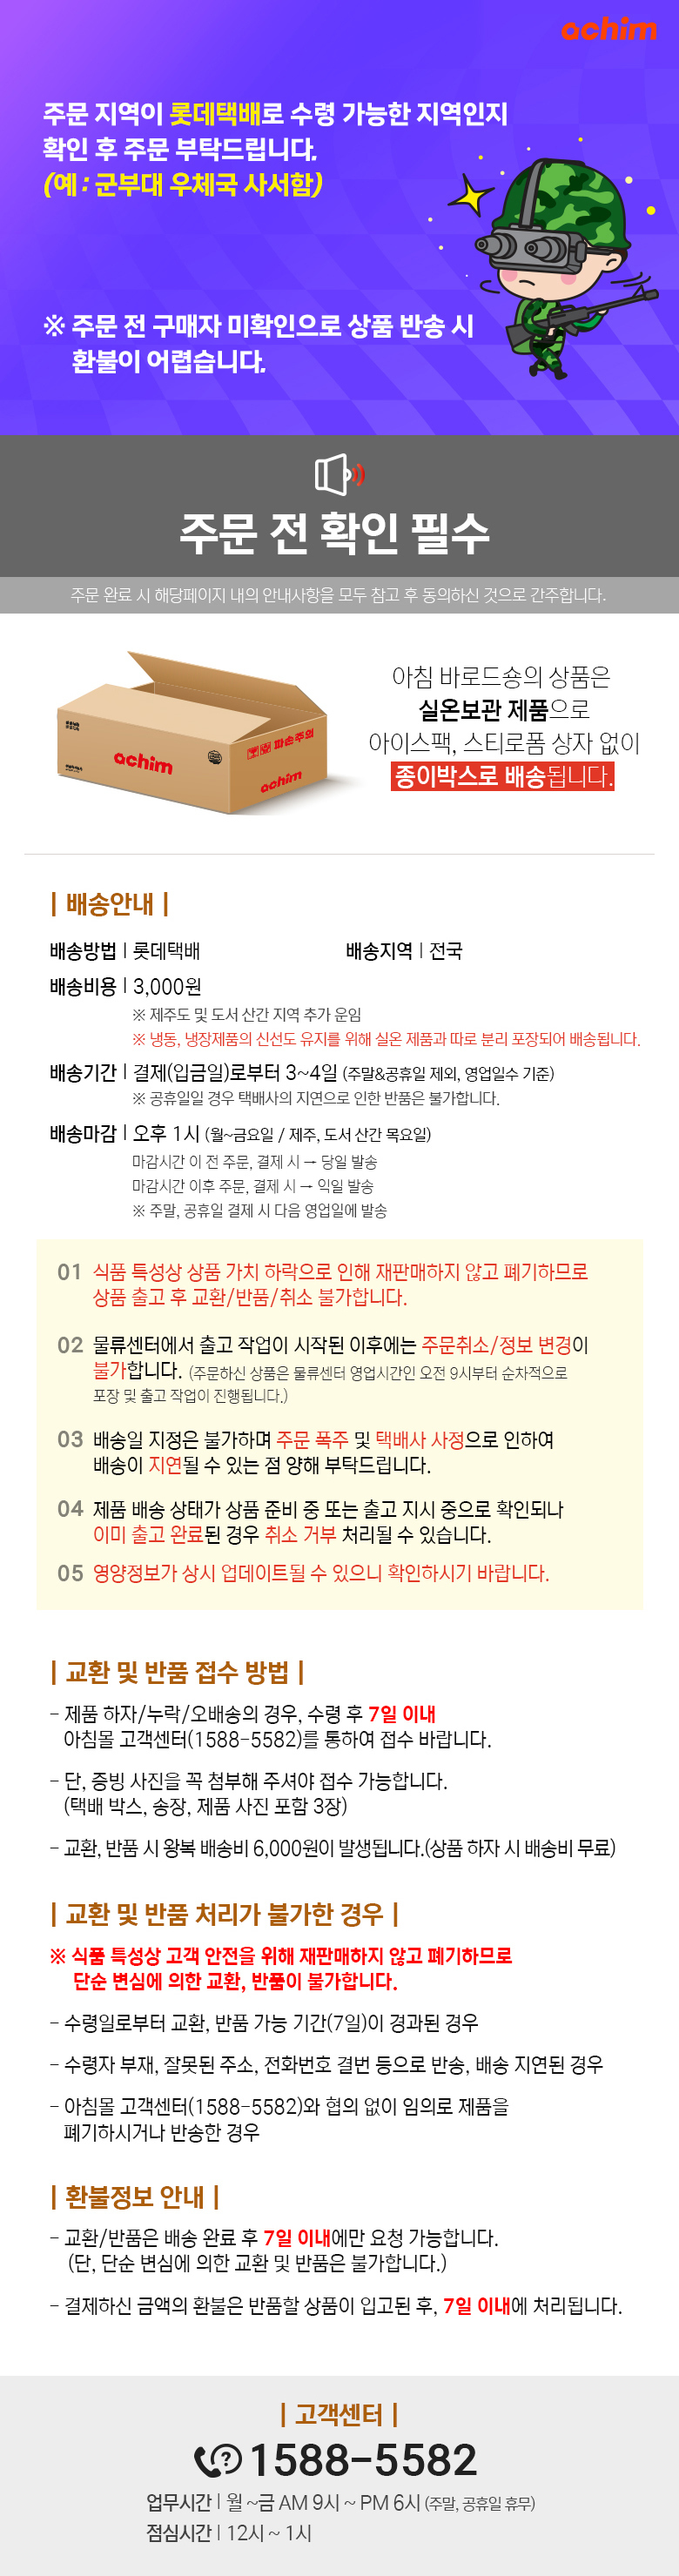 achim
주문 지역이 롯데택배로 수령 가능한 지역인지
확인 후 주문 부탁드립니다.
(예 : 군부대 우체국 사서함)
※ 주문 전 구매자 미확인으로 상품 반송 시
환불이 어렵습니다.
주문 전 확인 필수
주문 완료 시 해당페이지 내의 안내사항을 모두 참고 후 동의하신 것으로 간주합니다.
아침 바로드숑의 상품은
실온보관 제품으로
아이스팩, 스티로폼 상자 없이
종이박스로 배송됩니다.
achim
파손주의
achim
| 배송안내 |
배송방법 | 롯데택배
배송지역 | 전국
배송비용 | 3,000원
※ 제주도 및 도서 산간 지역 추가 운임
※ 냉동, 냉장제품의 신선도 유지를 위해 실온 제품과 따로 분리 포장되어 배송됩니다.
배송기간 | 결제(입금일)로부터 3~4일 (주말&공휴일 제외, 영업일수 기준)
※ 공휴일일 경우 택배사의 지연으로 인한 반품은 불가합니다.
배송마감 | 오후 1시 (월~금요일 / 제주, 도서 산간 목요일)
마감시간 이 전 주문, 결제 시 → 당일 발송
마감시간 이후 주문, 결제 시 → 익일 발송
※ 주말, 공휴일 결제 시 다음 영업일에 발송
01 식품 특성상 상품 가치 하락으로 인해 재판매하지 않고 폐기하므로
상품 출고 후 교환/반품/취소 불가합니다.
02 물류센터에서 출고 작업이 시작된 이후에는 주문취소/정보 변경이
불가합니다. (주문하신 상품은 물류센터 영업시간인 오전 9시부터 순차적으로
포장 및 출고 작업이 진행됩니다.)
03 배송일 지정은 불가하며 주문 폭주 및 택배사 사정으로 인하여
배송이 지연될 수 있는 점 양해 부탁드립니다.
04 제품 배송 상태가 상품 준비 중 또는 출고 지시 중으로 확인되나
이미 출고 완료된 경우 취소 거부 처리될 수 있습니다.
05 영양정보가 상시 업데이트될 수 있으니 확인하시기 바랍니다.
| 교환 및 반품 접수 방법 |
- 제품 하자/누락/오배송의 경우, 수령 후 7일 이내
아침몰 고객센터(1588-5582)를 통하여 접수 바랍니다.
- 단, 증빙 사진을 꼭 첨부해 주셔야 접수 가능합니다.
(택배 박스, 송장, 제품 사진 포함 3장)
- 교환, 반품 시 왕복 배송비 6,000원이 발생됩니다.(상품 하자 시 배송비 무료)
| 교환 및 반품 처리가 불가한 경우 |
※ 식품 특성상 고객 안전을 위해 재판매하지 않고 폐기하므로
단순 변심에 의한 교환, 반품이 불가합니다.
- 수령일로부터 교환, 반품 가능 기간(7일)이 경과된 경우
- 수령자 부재, 잘못된 주소, 전화번호 결번 등으로 반송, 배송 지연된 경우
- 아침몰 고객센터(1588-5582)와 협의 없이 임의로 제품을
폐기하시거나 반송한 경우
| 환불정보 안내 |
- 교환/반품은 배송 완료 후 7일 이내에만 요청 가능합니다.
(단, 단순 변심에 의한 교환 및 반품은 불가합니다.)
- 결제하신 금액의 환불은 반품할 상품이 입고된 후, 7일 이내에 처리됩니다.
| 고객센터 |
1588-5582
업무시간 | 월 ~금 AM 9시 ~ PM 6시 (주말, 공휴일 휴무)
점심시간 | 12시 ~ 1시